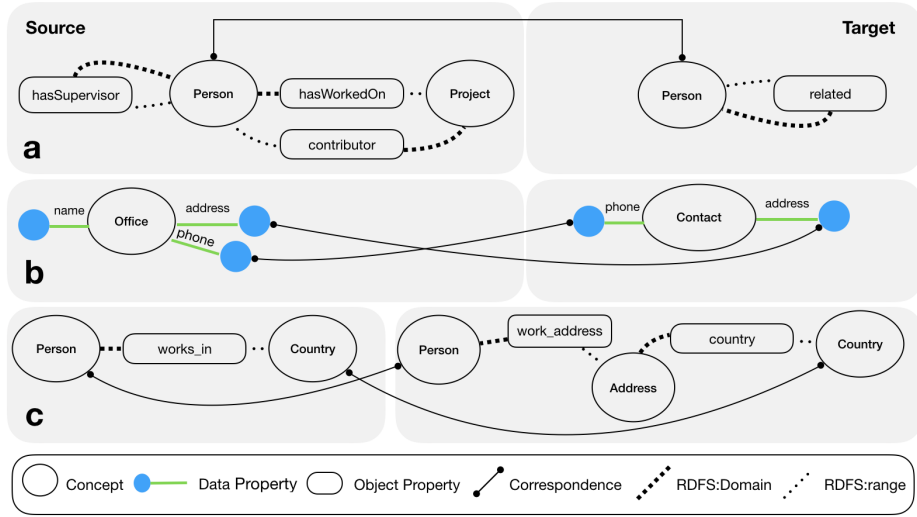 Source
Target
hasSupervisor
Person
hasWorkedOn
Project
contributor
Person
related
a
name
Office
address
phone
phone
Contact
address
b
Person
works_in
Country
Person
work_address
Address
country
Country
c
Concept
Data Property
Object Property
Correspondence
RDFS:Domain
RDFS:range